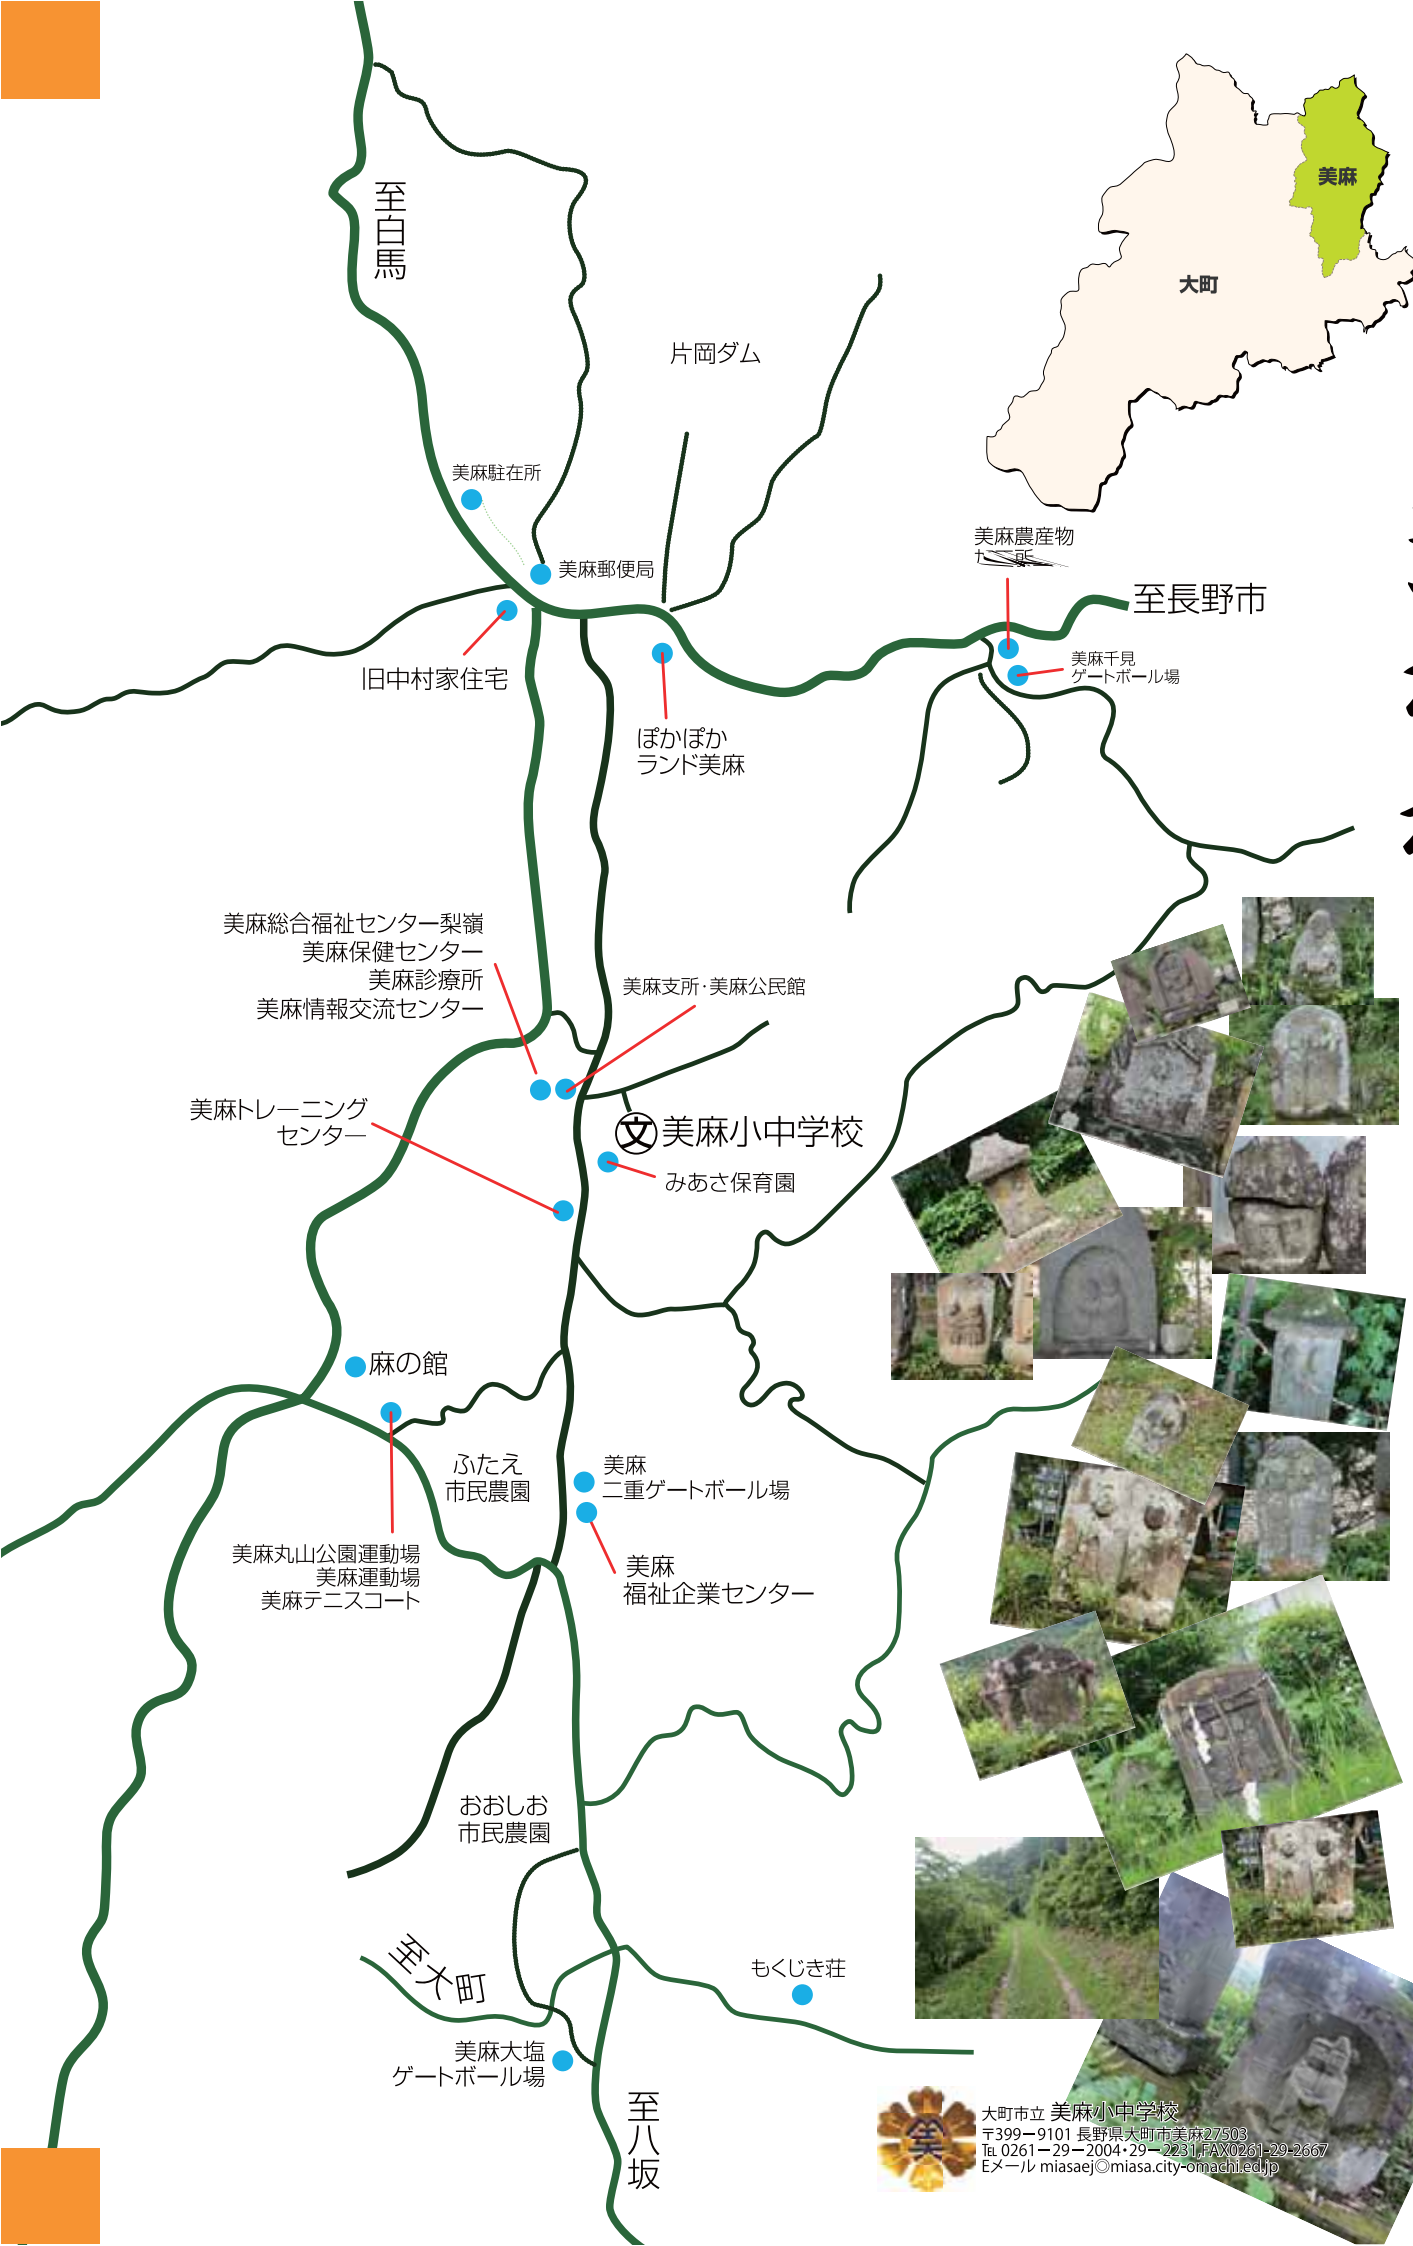 至白馬
美麻
大町
片岡ダム
美麻駐在所
美麻郵便局
美麻農産物
所
至長野市
美麻千見
ゲートボール場
旧中村家住宅
ぽかぽか
ランド美麻
美麻総合福祉センター梨嶺
美麻保健センター
美麻診療所
美麻情報交流センター
美麻支所・美麻公民館
美麻トレーニング
センター
文 美麻小中学校
みあさ保育園
麻の館
ふたえ
市民農園
美麻
二重ゲートボール場
美麻丸山公園運動場
美麻運動場
美麻テニスコート
美麻
福祉企業センター
おおしお
市民農園
至大町
もくじき荘
美麻大塩
ゲートボール場
至八坂
大町市立 美麻小中学校
〒399－9101 長野県大町市美麻27503
℡ 0261－29－2004・29－2231,FAX0261-29-2667
Eメール miasaej◎miasa.city-omachi.ed.jp